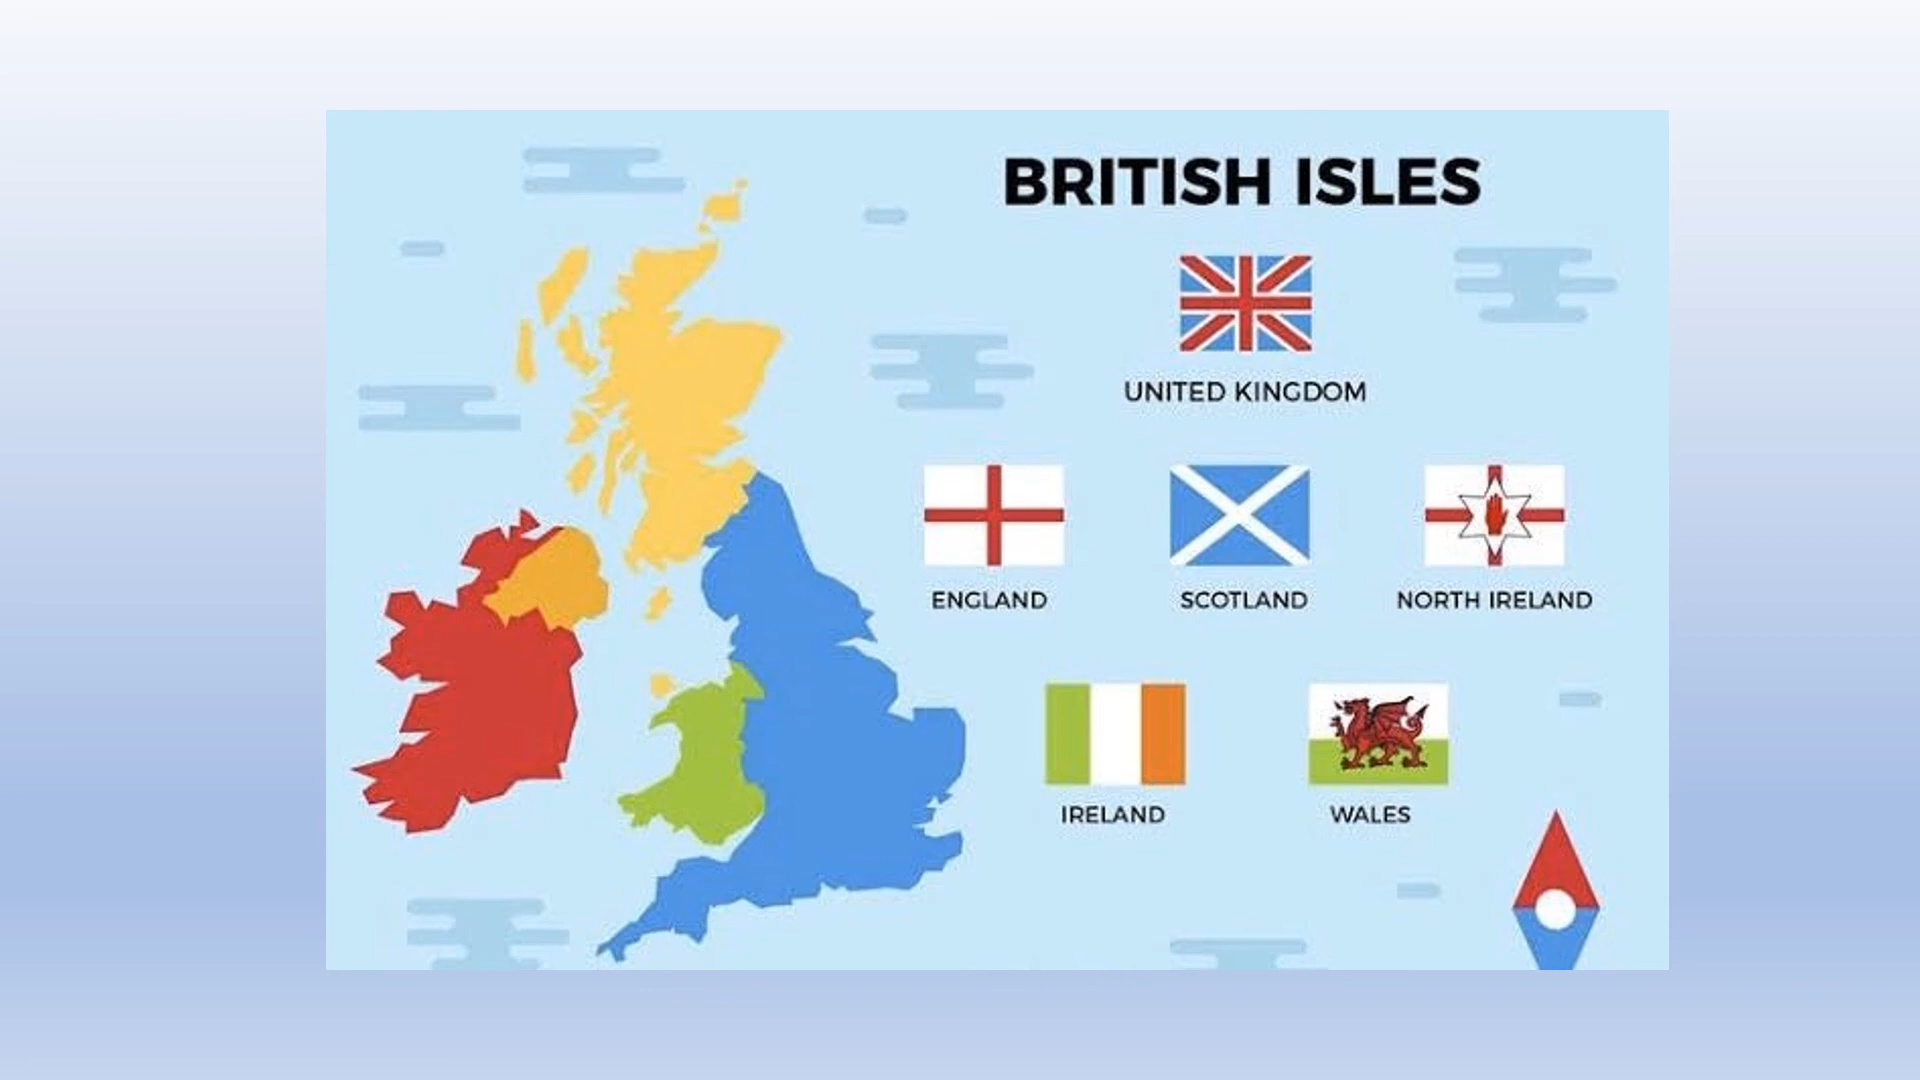 BRITISH ISLES
UNITED KINGDOM
ENGLAND
SCOTLAND
NORTH IRELAND
IRELAND
WALES